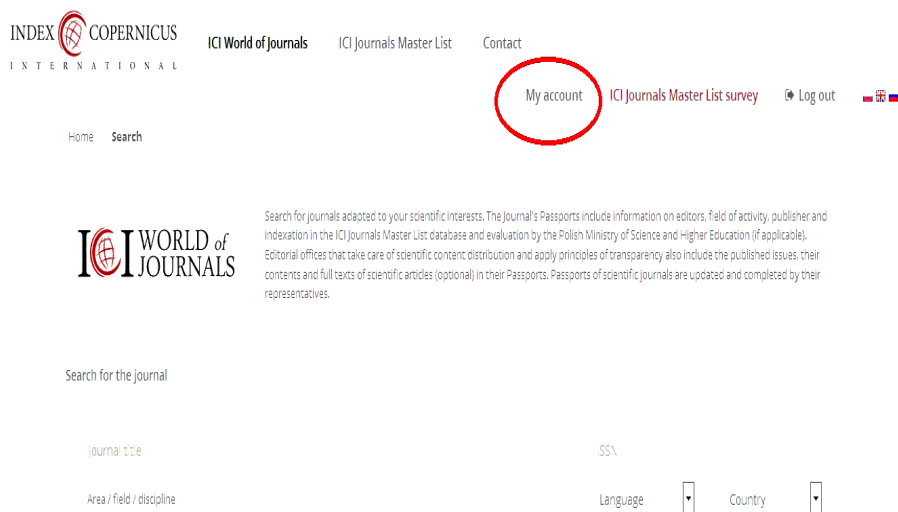 INDEX COPERNICUS
INTERNATIONAL
ICI World of Journals ICI Journals Master List Contact
My account ICI Journals Master List survey Log out
Home Search
ICI WORLD of JOURNALS
Search for journals adapted to your scientific interests. The Journal's Passports include information on editors, field of activity, publisher and
indexation in the ICI Journals Master List database and evaluation by the Polish Ministry of Science and Higher Education (if applicable).
Editorial offices that take care of scientific content distribution and apply principles of transparency also include the published issues, their
contents and full texts of scientific articles (optional) in their Passports. Passports of scientific journals are updated and completed by their
representatives.
Search for the journal
Journal title ISSN
Area / field / discipline Language Country